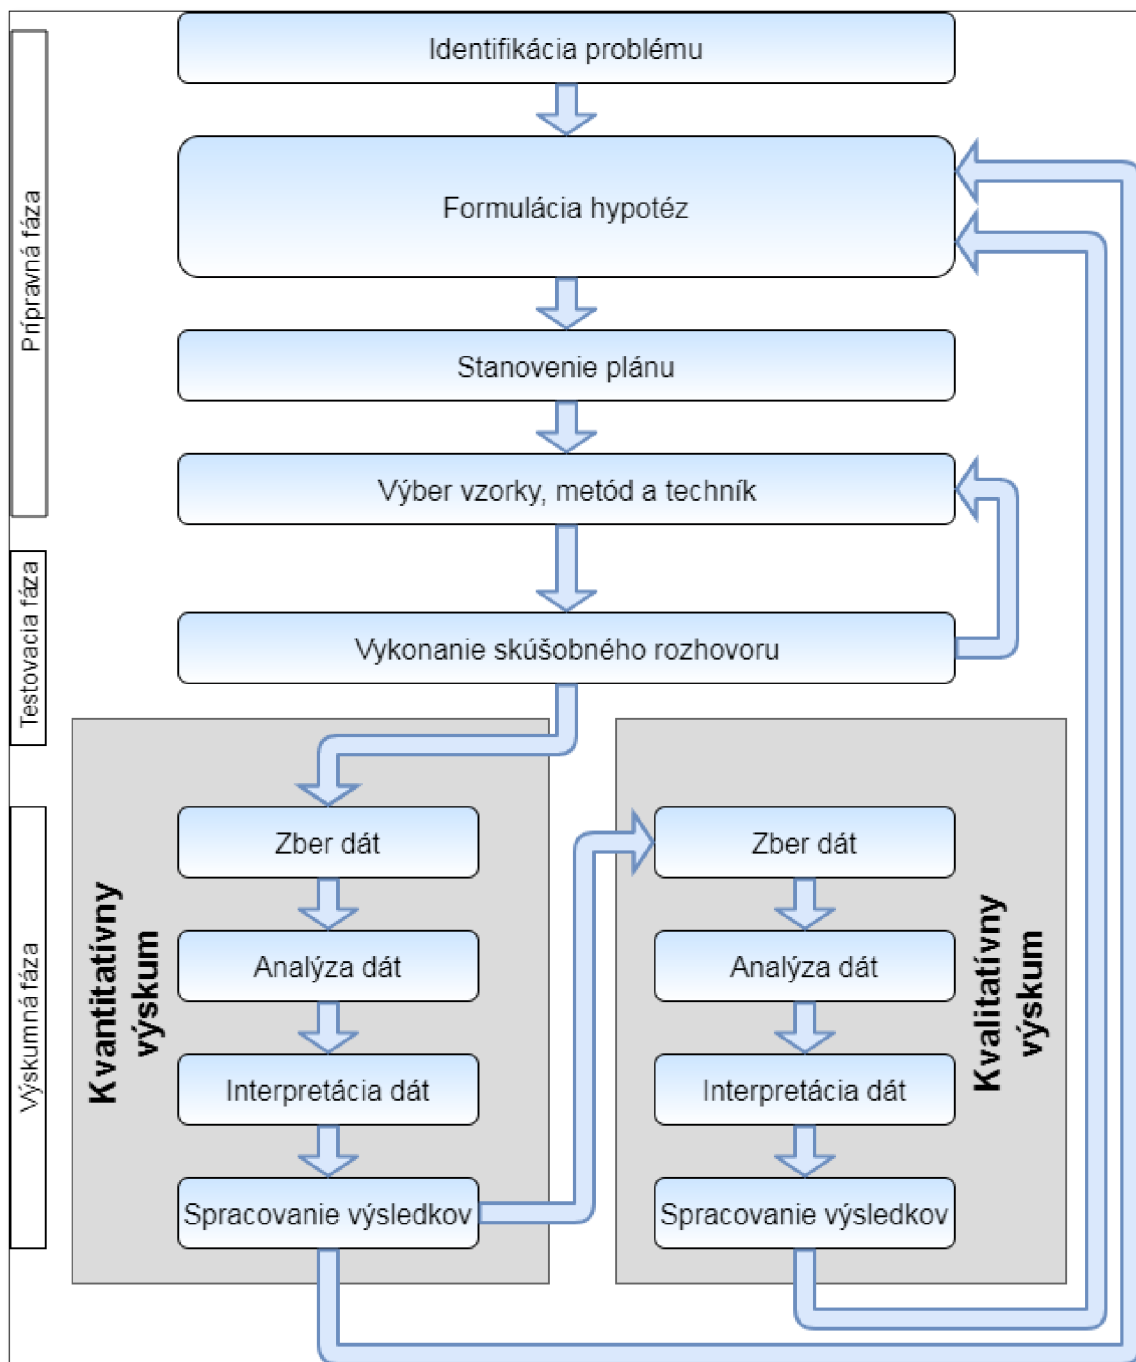 Identifikácia problému
Formulácia hypotéz
Stanovenie plánu
Výber vzorky, metód a techník
Prípravná fáza
Vykonanie skúšobného rozhovoru
Testovacia fáza
Výskumná fáza
Kvantitatívny
výskum
Zber dát
Analýza dát
Interpretácia dát
Spracovanie výsledkov
Zber dát
Analýza dát
Interpretácia dát
Spracovanie výsledkov
Kvalitatívny
výskum